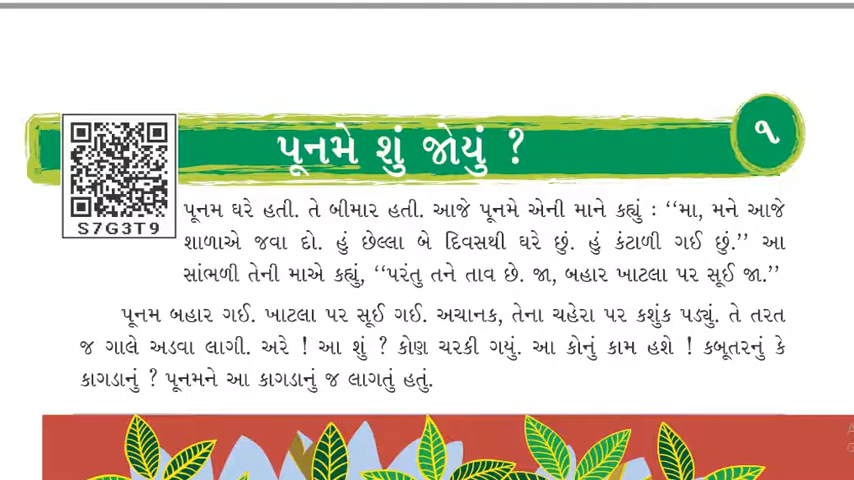 પૂનમે શું જોયું ?
૧
S7G3T9
પૂનમ ઘરે હતી. તે બીમાર હતી. આજે પૂનમે એની માને કહ્યું : ‘‘મા, મને આજે
શાળાએ જવા દો. હું છેલ્લા બે દિવસથી ઘરે છું. હું કંટાળી ગઈ છું.’’ આ
સાંભળી તેની માએ કહ્યું, ‘‘પરંતુ તને તાવ છે. જા, બહાર ખાટલા પર સૂઈ જા.’’
પૂનમ બહાર ગઈ. ખાટલા પર સૂઈ ગઈ. અચાનક, તેના ચહેરા પર કશુંક પડ્યું. તે તરત
જ ગાલે અડવા લાગી. અરે ! આ શું ? કોણ ચરકી ગયું. આ કોનું કામ હશે ! કબૂતરનું કે
કાગડાનું ? પૂનમને આ કાગડાનું જ લાગતું હતું.